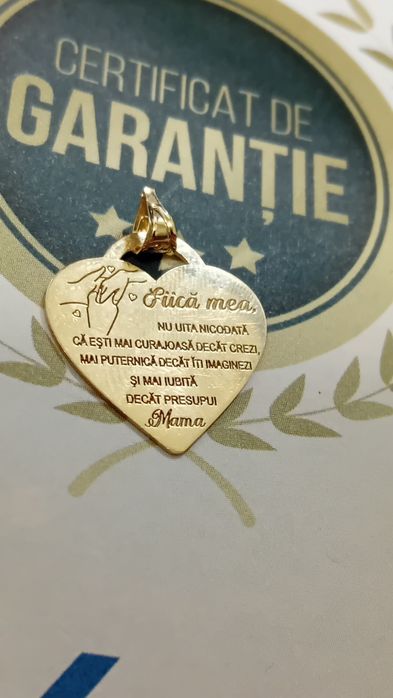 CERTIFICAT DE
GARANȚIE
Fiică mea,
NU UITA NICODATĂ
CĂ EȘTI MAI CURAJOASĂ DECÂT CREZI,
MAI PUTERNICĂ DECÂT ÎTI IMAGINEZI
ȘI MAI IUBITĂ
DECÂT PRESUPUI
Mama